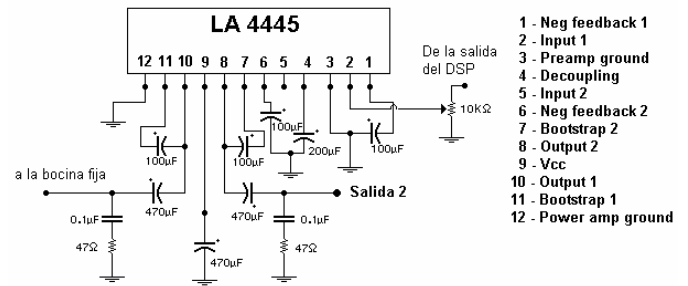 LA 4445
12 11 10 9 8 7 6 5 4 3 2 1
De la salida
del DSP
10kΩ
100µF
200µF
100µF
100µF
100µF
a la bocina fija
470µF
470µF
Salida 2
0.1µF
0.1µF
47Ω
470µF
47Ω
1 - Neg feedback 1
2 - Input 1
3 - Preamp ground
4 - Decoupling
5 - Input 2
6 - Neg feedback 2
7 - Bootstrap 2
8 - Output 2
9 - Vcc
10 - Output 1
11 - Bootstrap 1
12 - Power amp ground